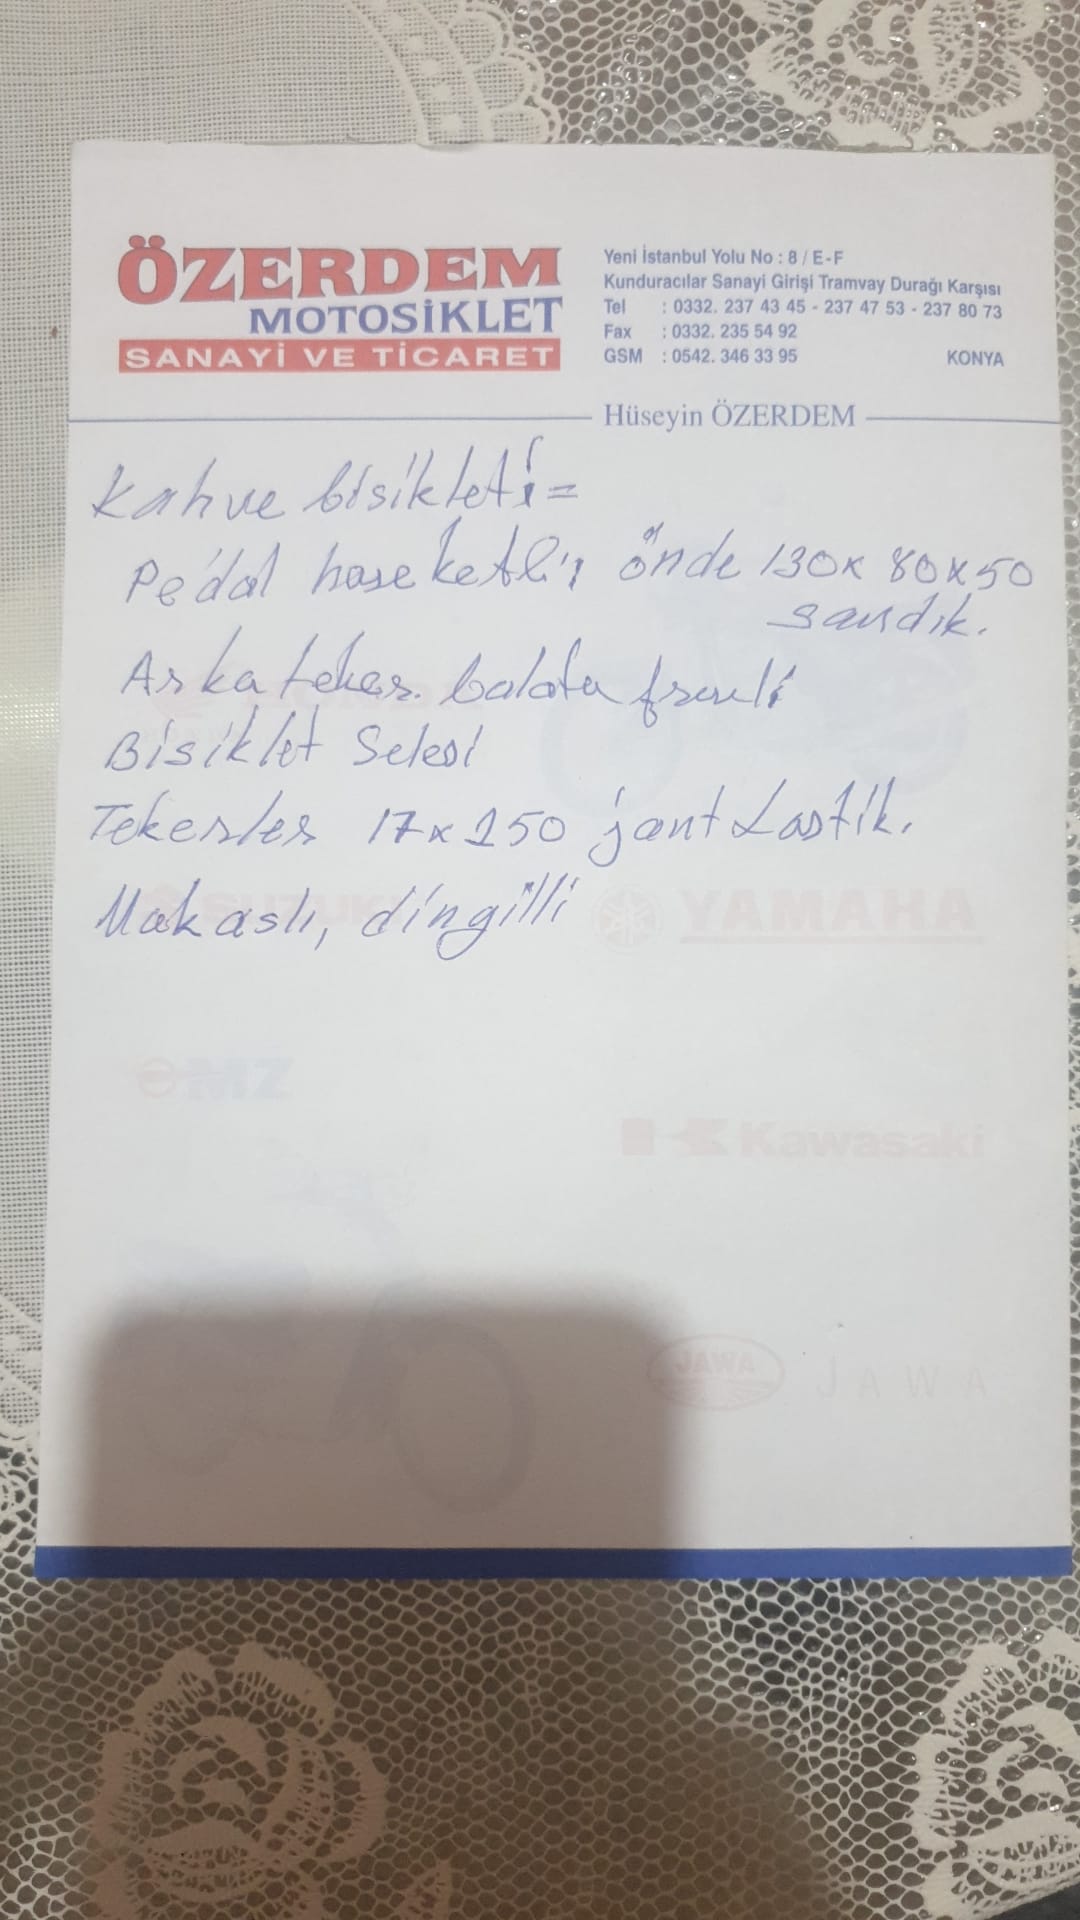 ÖZERDEM
MOTOSİKLET
SANAYİ VE TİCARET
Yeni İstanbul Yolu No : 8 / E-F
Kunduracılar Sanayi Girişi Tramvay Durağı Karşısı
Tel : 0332. 237 43 45 - 237 47 53 - 237 80 73
Fax : 0332. 235 54 92
GSM : 0542. 346 33 95 KONYA
Hüseyin ÖZERDEM
Kahve bisikleti =
Pedal hareketli, önde 130x 80x50
sandık.
Arka teker. balata frenli
Bisiklet Selesi
Tekerler 17x250 jant Lastik.
Makaslı, dingilli
SUZUKI
YAMAHA
MZ
Kawasaki
JAWA JAWA